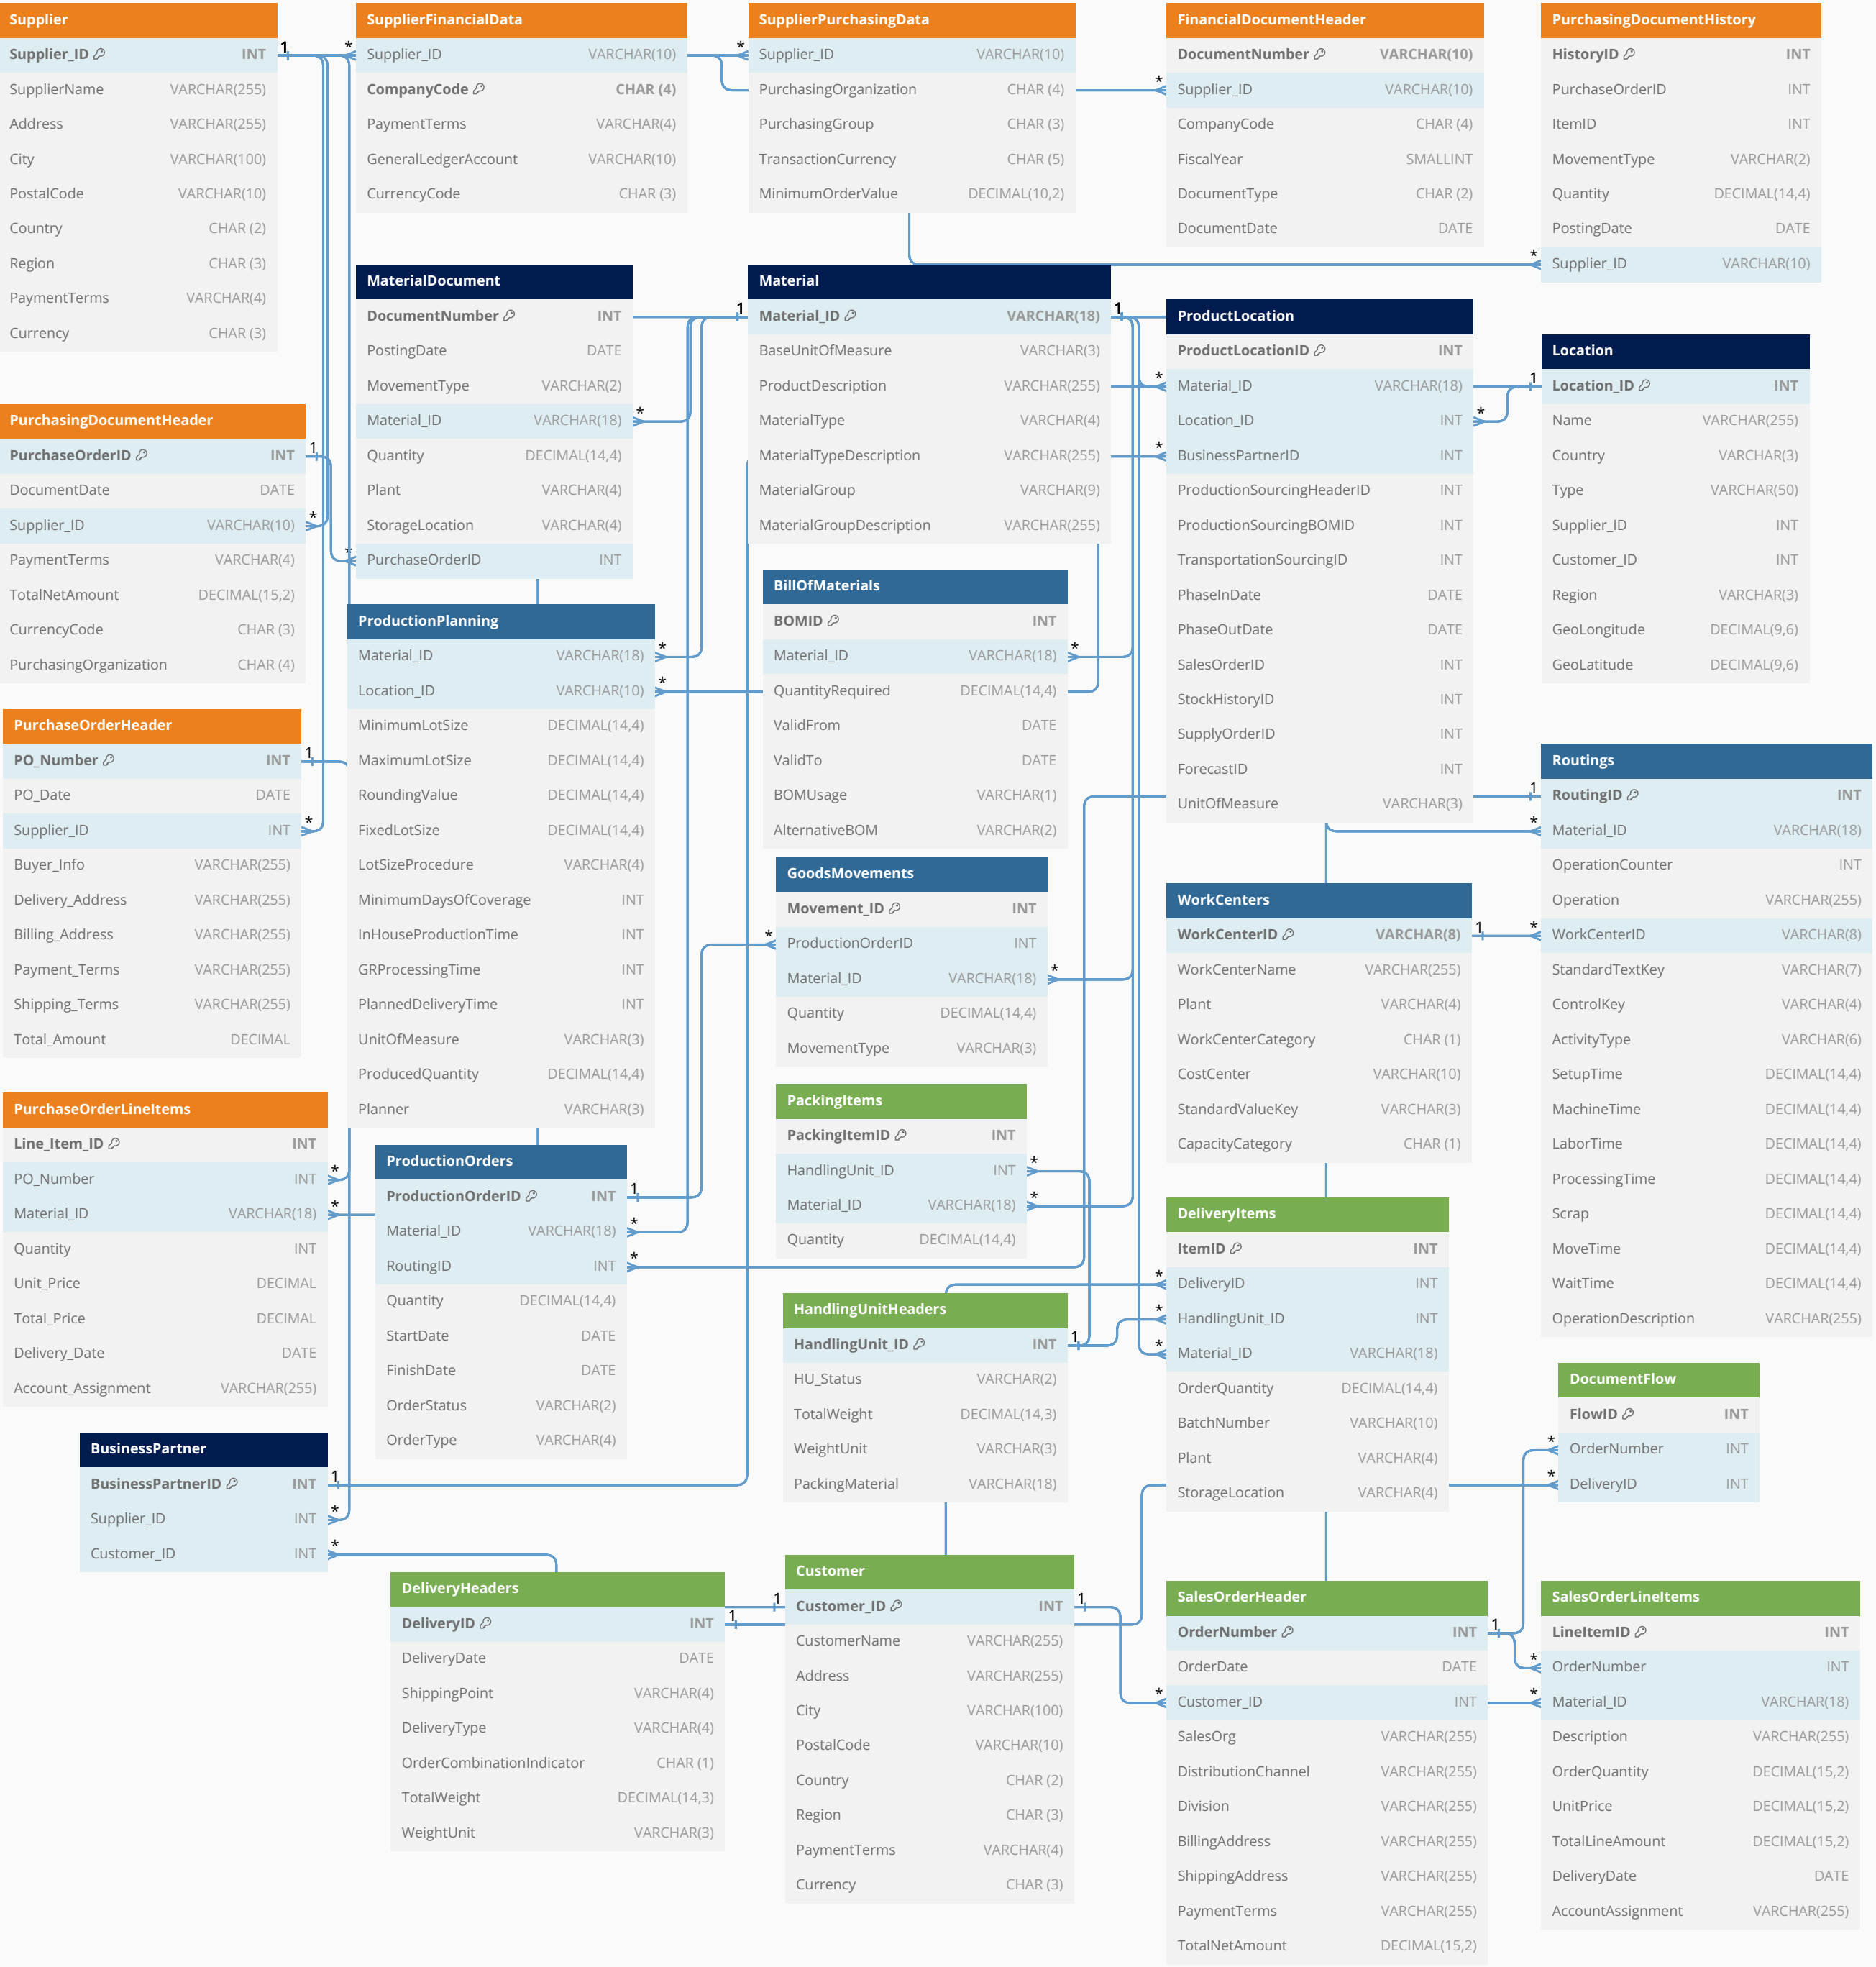 Supplier
Supplier_ID INT
SupplierName VARCHAR(255)
Address VARCHAR(255)
City VARCHAR(100)
PostalCode VARCHAR(10)
Country CHAR (2)
Region CHAR (3)
PaymentTerms VARCHAR(4)
Currency CHAR (3)
1
*
SupplierFinancialData
Supplier_ID VARCHAR(10)
CompanyCode CHAR (4)
PaymentTerms VARCHAR(4)
GeneralLedgerAccount VARCHAR(10)
CurrencyCode CHAR (3)
*
SupplierPurchasingData
Supplier_ID VARCHAR(10)
PurchasingOrganization CHAR (4)
PurchasingGroup CHAR (3)
TransactionCurrency CHAR (5)
MinimumOrderValue DECIMAL(10,2)
*
FinancialDocumentHeader
DocumentNumber VARCHAR(10)
Supplier_ID VARCHAR(10)
CompanyCode CHAR (4)
FiscalYear SMALLINT
DocumentType CHAR (2)
DocumentDate DATE
PurchasingDocumentHistory
HistoryID INT
PurchaseOrderID INT
ItemID INT
MovementType VARCHAR(2)
Quantity DECIMAL(14,4)
PostingDate DATE
* Supplier_ID VARCHAR(10)
MaterialDocument
DocumentNumber INT
PostingDate DATE
MovementType VARCHAR(2)
Material_ID VARCHAR(18) *
Quantity DECIMAL(14,4)
Plant VARCHAR(4)
StorageLocation VARCHAR(4)
* PurchaseOrderID INT
Material
1 Material_ID VARCHAR(18) 1
BaseUnitOfMeasure VARCHAR(3)
ProductDescription VARCHAR(255)
MaterialType VARCHAR(4)
MaterialTypeDescription VARCHAR(255)
MaterialGroup VARCHAR(9)
MaterialGroupDescription VARCHAR(255)
ProductLocation
ProductLocationID INT
* Material_ID VARCHAR(18)
Location_ID INT *
* BusinessPartnerID INT
ProductionSourcingHeaderID INT
ProductionSourcingBOMID INT
TransportationSourcingID INT
PhaseInDate DATE
PhaseOutDate DATE
SalesOrderID INT
StockHistoryID INT
SupplyOrderID INT
ForecastID INT
UnitOfMeasure VARCHAR(3)
Location
1 Location_ID INT
Name VARCHAR(255)
Country VARCHAR(3)
Type VARCHAR(50)
Supplier_ID INT
Customer_ID INT
Region VARCHAR(3)
GeoLongitude DECIMAL(9,6)
GeoLatitude DECIMAL(9,6)
PurchasingDocumentHeader
PurchaseOrderID INT 1
DocumentDate DATE
Supplier_ID VARCHAR(10) *
PaymentTerms VARCHAR(4)
TotalNetAmount DECIMAL(15,2)
CurrencyCode CHAR (3)
PurchasingOrganization CHAR (4)
ProductionPlanning
Material_ID VARCHAR(18) *
Location_ID VARCHAR(10) *
MinimumLotSize DECIMAL(14,4)
MaximumLotSize DECIMAL(14,4)
RoundingValue DECIMAL(14,4)
FixedLotSize DECIMAL(14,4)
LotSizeProcedure VARCHAR(4)
MinimumDaysOfCoverage INT
InHouseProductionTime INT
GRProcessingTime INT
PlannedDeliveryTime INT
UnitOfMeasure VARCHAR(3)
ProducedQuantity DECIMAL(14,4)
Planner VARCHAR(3)
BillOfMaterials
BOMID INT
Material_ID VARCHAR(18) *
QuantityRequired DECIMAL(14,4)
ValidFrom DATE
ValidTo DATE
BOMUsage VARCHAR(1)
AlternativeBOM VARCHAR(2)
PurchaseOrderHeader
PO_Number INT 1
PO_Date DATE
Supplier_ID INT *
Buyer_Info VARCHAR(255)
Delivery_Address VARCHAR(255)
Billing_Address VARCHAR(255)
Payment_Terms VARCHAR(255)
Shipping_Terms VARCHAR(255)
Total_Amount DECIMAL
GoodsMovements
Movement_ID INT
* ProductionOrderID INT
Material_ID VARCHAR(18) *
Quantity DECIMAL(14,4)
MovementType VARCHAR(3)
WorkCenters
WorkCenterID VARCHAR(8) 1
WorkCenterName VARCHAR(255)
Plant VARCHAR(4)
WorkCenterCategory CHAR (1)
CostCenter VARCHAR(10)
StandardValueKey VARCHAR(3)
CapacityCategory CHAR (1)
Routings
1 RoutingID INT
* Material_ID VARCHAR(18)
OperationCounter INT
Operation VARCHAR(255)
* WorkCenterID VARCHAR(8)
StandardTextKey VARCHAR(7)
ControlKey VARCHAR(4)
ActivityType VARCHAR(6)
SetupTime DECIMAL(14,4)
MachineTime DECIMAL(14,4)
LaborTime DECIMAL(14,4)
ProcessingTime DECIMAL(14,4)
Scrap DECIMAL(14,4)
MoveTime DECIMAL(14,4)
WaitTime DECIMAL(14,4)
OperationDescription VARCHAR(255)
PurchaseOrderLineItems
Line_Item_ID INT
PO_Number INT *
Material_ID VARCHAR(18) *
Quantity INT
Unit_Price DECIMAL
Total_Price DECIMAL
Delivery_Date DATE
Account_Assignment VARCHAR(255)
ProductionOrders
ProductionOrderID INT 1
Material_ID VARCHAR(18) *
RoutingID INT *
Quantity DECIMAL(14,4)
StartDate DATE
FinishDate DATE
OrderStatus VARCHAR(2)
OrderType VARCHAR(4)
PackingItems
PackingItemID INT
HandlingUnit_ID INT *
Material_ID VARCHAR(18) *
Quantity DECIMAL(14,4)
HandlingUnitHeaders
HandlingUnit_ID INT 1
HU_Status VARCHAR(2)
TotalWeight DECIMAL(14,3)
WeightUnit VARCHAR(3)
PackingMaterial VARCHAR(18)
DeliveryItems
ItemID INT
* DeliveryID INT
* HandlingUnit_ID INT
* Material_ID VARCHAR(18)
OrderQuantity DECIMAL(14,4)
BatchNumber VARCHAR(10)
Plant VARCHAR(4)
StorageLocation VARCHAR(4)
DocumentFlow
FlowID INT
* OrderNumber INT
* DeliveryID INT
BusinessPartner
BusinessPartnerID INT 1
Supplier_ID INT *
Customer_ID INT *
DeliveryHeaders
DeliveryID INT 1
DeliveryDate DATE
ShippingPoint VARCHAR(4)
DeliveryType VARCHAR(4)
OrderCombinationIndicator CHAR (1)
TotalWeight DECIMAL(14,3)
WeightUnit VARCHAR(3)
Customer
1 Customer_ID INT 1
CustomerName VARCHAR(255)
Address VARCHAR(255)
City VARCHAR(100)
PostalCode VARCHAR(10)
Country CHAR (2)
Region CHAR (3)
PaymentTerms VARCHAR(4)
Currency CHAR (3)
SalesOrderHeader
OrderNumber INT 1
OrderDate DATE
* Customer_ID INT
SalesOrg VARCHAR(255)
DistributionChannel VARCHAR(255)
Division VARCHAR(255)
BillingAddress VARCHAR(255)
ShippingAddress VARCHAR(255)
PaymentTerms VARCHAR(255)
TotalNetAmount DECIMAL(15,2)
SalesOrderLineItems
LineItemID INT
* OrderNumber INT
* Material_ID VARCHAR(18)
Description VARCHAR(255)
OrderQuantity DECIMAL(15,2)
UnitPrice DECIMAL(15,2)
TotalLineAmount DECIMAL(15,2)
DeliveryDate DATE
AccountAssignment VARCHAR(255)